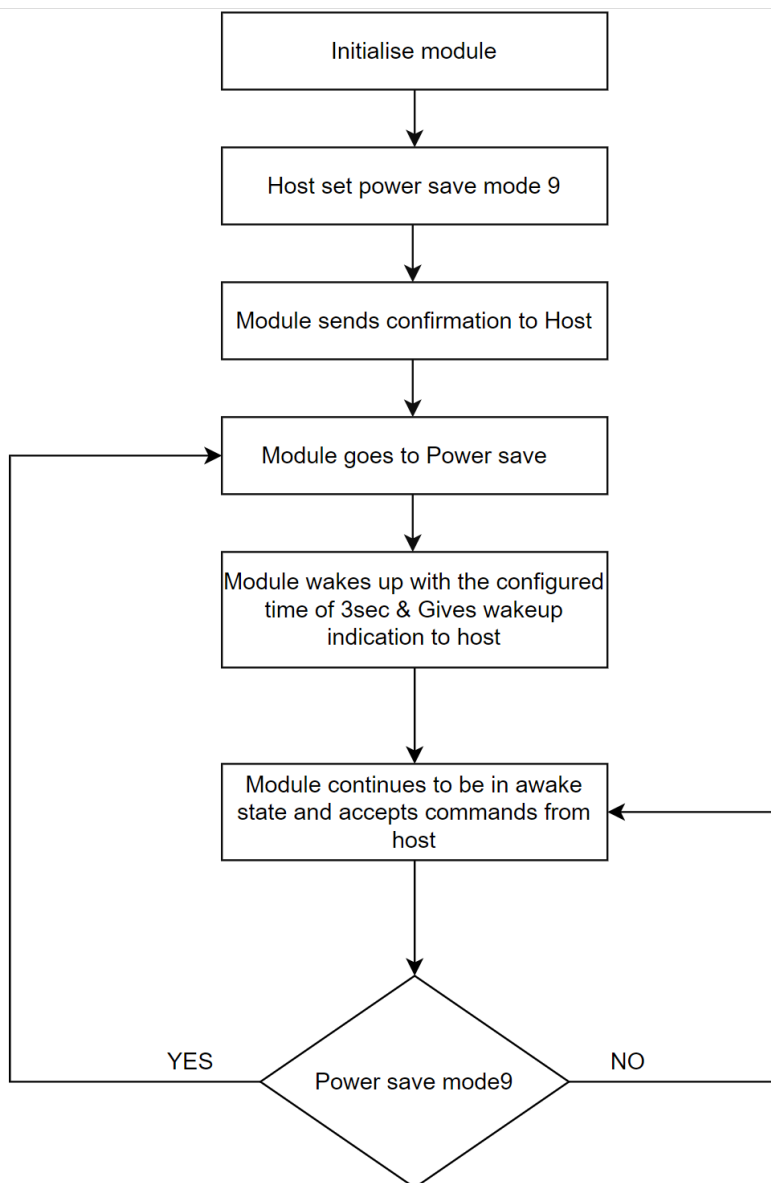 Initialise module
Host set power save mode 9
Module sends confirmation to Host
Module goes to Power save
Module wakes up with the configured
time of 3sec & Gives wakeup
indication to host
Module continues to be in awake
state and accepts commands from
host
YES
Power save mode9
NO